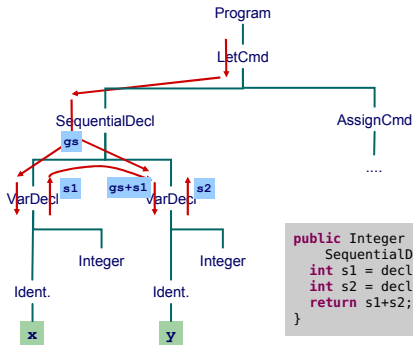 Program
LetCmd
SequentialDecl
AssignCmd
gs
....
VarDecl
s1
gs+s1
VarDecl
s2
Integer
Integer
Ident.
Ident.
x
y
public Integer
SequentialD
int s1 = decl
int s2 = decl
return s1+s2;
}